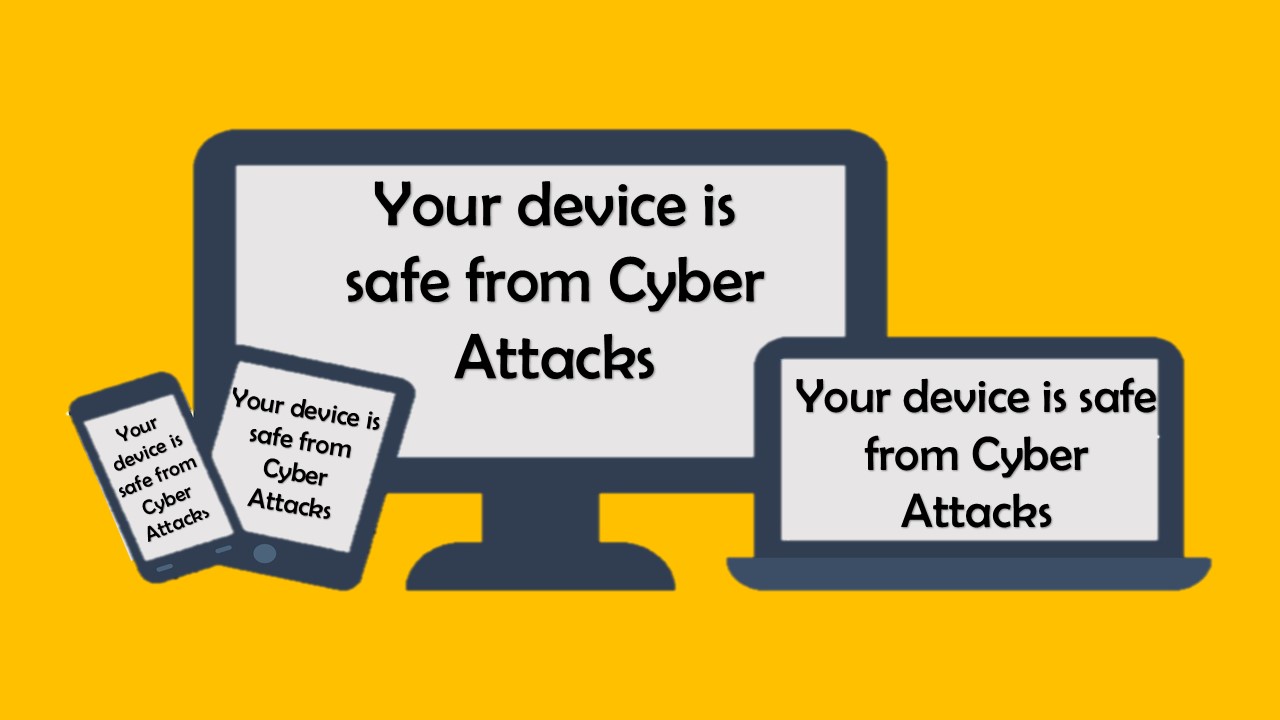 Your device is
safe from Cyber
Attacks
Your
device is
safe from
Cyber
Attacks
Your device is
safe from
Cyber
Attacks
Your device is safe
from Cyber
Attacks